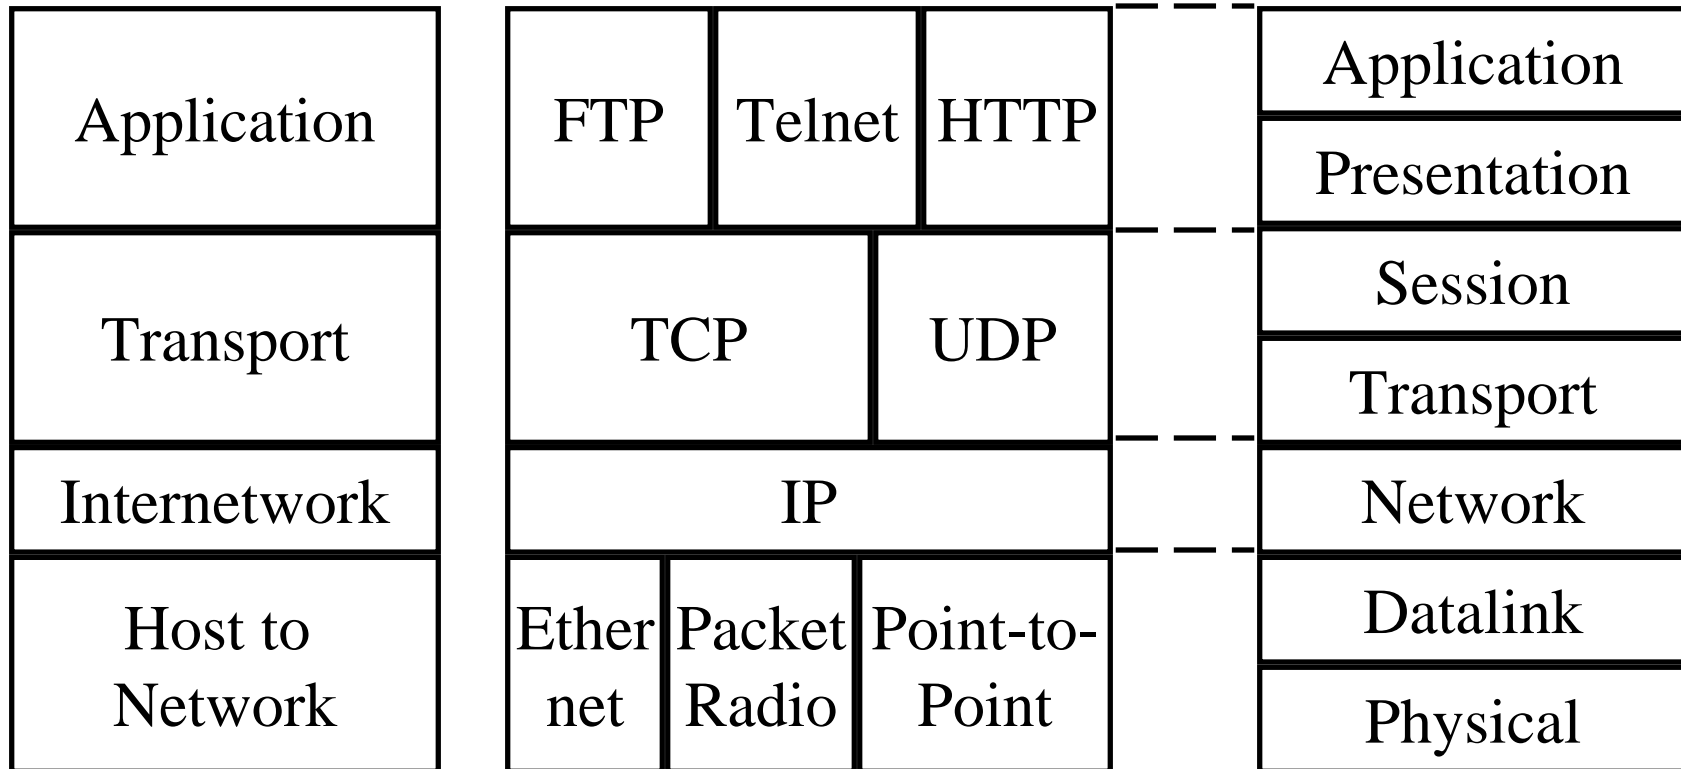 Application
Transport
Internetwork
Host to
Network
FTP
Telnet
HTTP
TCP
UDP
IP
Ether
net
Packet
Radio
Point-to-
Point
Application
Presentation
Session
Transport
Network
Datalink
Physical